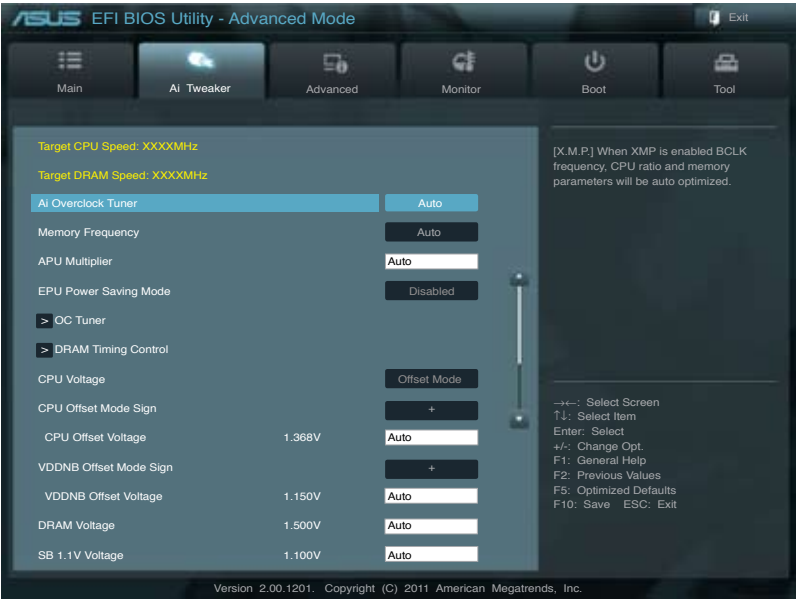 ASUS EFI BIOS Utility - Advanced Mode
Exit
Main
Ai Tweaker
Advanced
Monitor
Boot
Tool
Target CPU Speed: XXXXMHz
Target DRAM Speed: XXXXMHz
Ai Overclock Tuner Auto
Memory Frequency Auto
APU Multiplier Auto
EPU Power Saving Mode Disabled
> OC Tuner
> DRAM Timing Control
CPU Voltage Offset Mode
CPU Offset Mode Sign +
CPU Offset Voltage 1.368V Auto
VDDNB Offset Mode Sign +
VDDNB Offset Voltage 1.150V Auto
DRAM Voltage 1.500V Auto
SB 1.1V Voltage 1.100V Auto
[X.M.P.] When XMP is enabled BCLK
frequency, CPU ratio and memory
parameters will be auto optimized.
→←: Select Screen
↑↓: Select Item
Enter: Select
+/-: Change Opt.
F1: General Help
F2: Previous Values
F5: Optimized Defaults
F10: Save ESC: Exit
Version 2.00.1201. Copyright (C) 2011 American Megatrends, Inc.